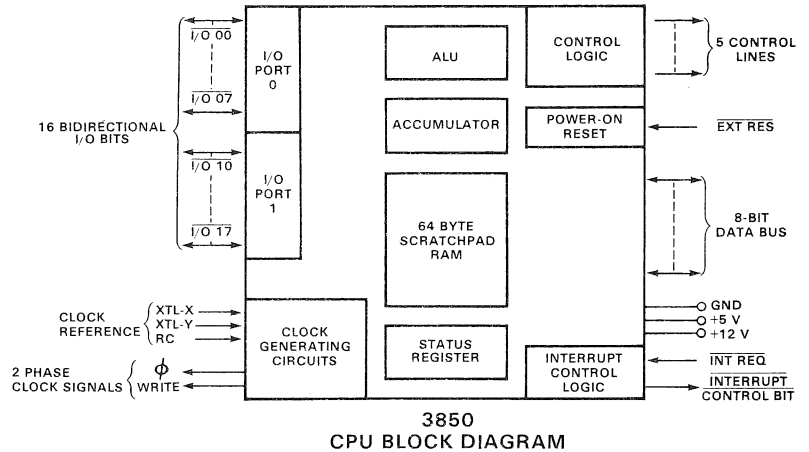 I/O 00
I/O 07
I/O 10
I/O 17
16 BIDIRECTIONAL
I/O BITS
I/O
PORT
0
I/O
PORT
1
ALU
ACCUMULATOR
64 BYTE
SCRATCHPAD
RAM
STATUS
REGISTER
CONTROL
LOGIC
5 CONTROL
LINES
POWER-ON
RESET
EXT RES
8-BIT
DATA BUS
GND
+5 V
+12 V
CLOCK
REFERENCE
XTL-X
XTL-Y
RC
CLOCK
GENERATING
CIRCUITS
2 PHASE
CLOCK SIGNALS
ϕ
WRITE
INTERRUPT
CONTROL
LOGIC
INT REQ
INTERRUPT
CONTROL BIT
3850
CPU BLOCK DIAGRAM